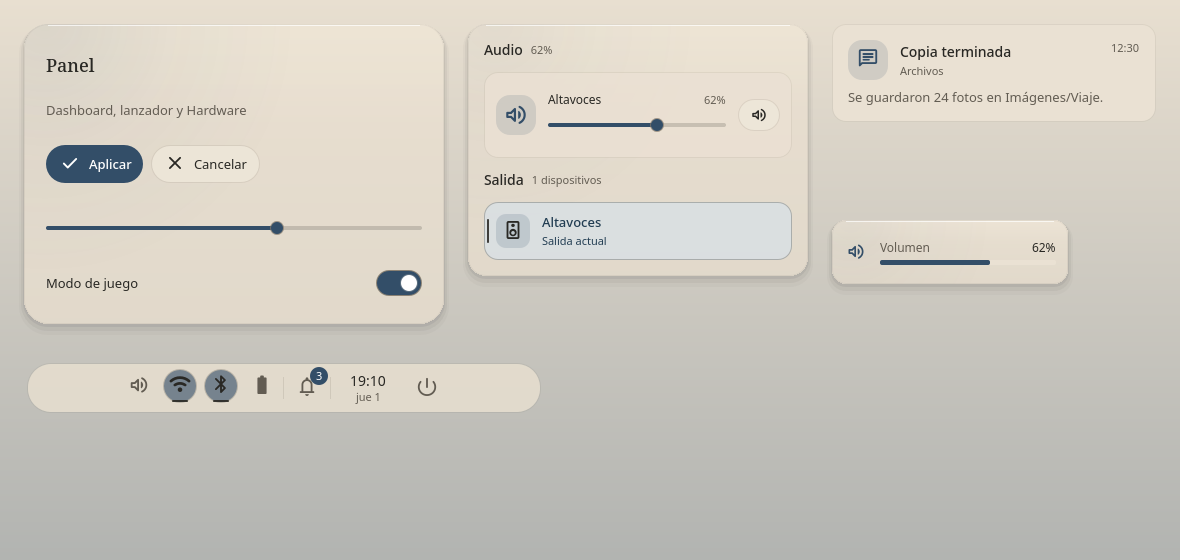 Panel
Dashboard, lanzador y Hardware
Aplicar
Cancelar
Modo de juego
Audio 62%
Altavoces 62%
Salida 1 dispositivos
Altavoces
Salida actual
Copia terminada 12:30
Archivos
Se guardaron 24 fotos en Imágenes/Viaje.
Volumen 62%
3
19:10
jue 1